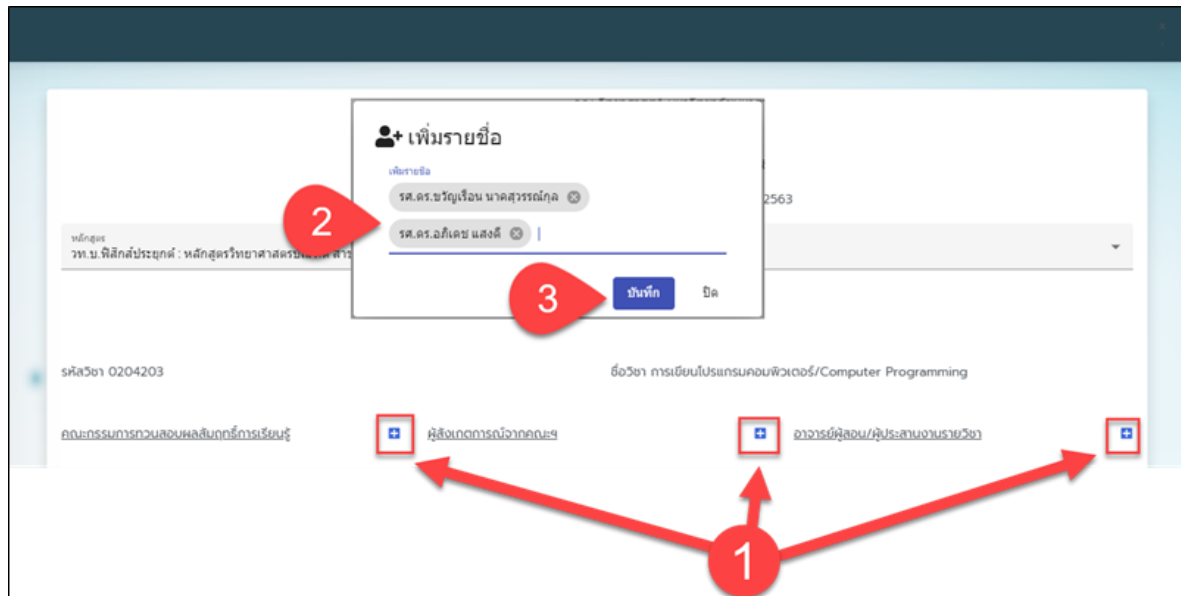 เพิ่มรายชื่อ
เพิ่มรายชื่อ
รศ.ดร.ขวัญเรือน นาคสุวรรณ์กุล
2563
2
รศ.ดร.อภิเดช แสงดี
หลักสูตร
วท.บ.ฟิสิกส์ประยุกต์ : หลักสูตรวิทยาศาสตรบัณฑิต
3
บันทึก ปิด
รหัสวิชา 0204203 ชื่อวิชา การเขียนโปรแกรมคอมพิวเตอร์/Computer Programming
คณะกรรมการทวนสอบผลสัมฤทธิ์การเรียนรู้ ผู้สังเกตการณ์จากคณะฯ อาจารย์ผู้สอน/ผู้ประสานงานรายวิชา
1